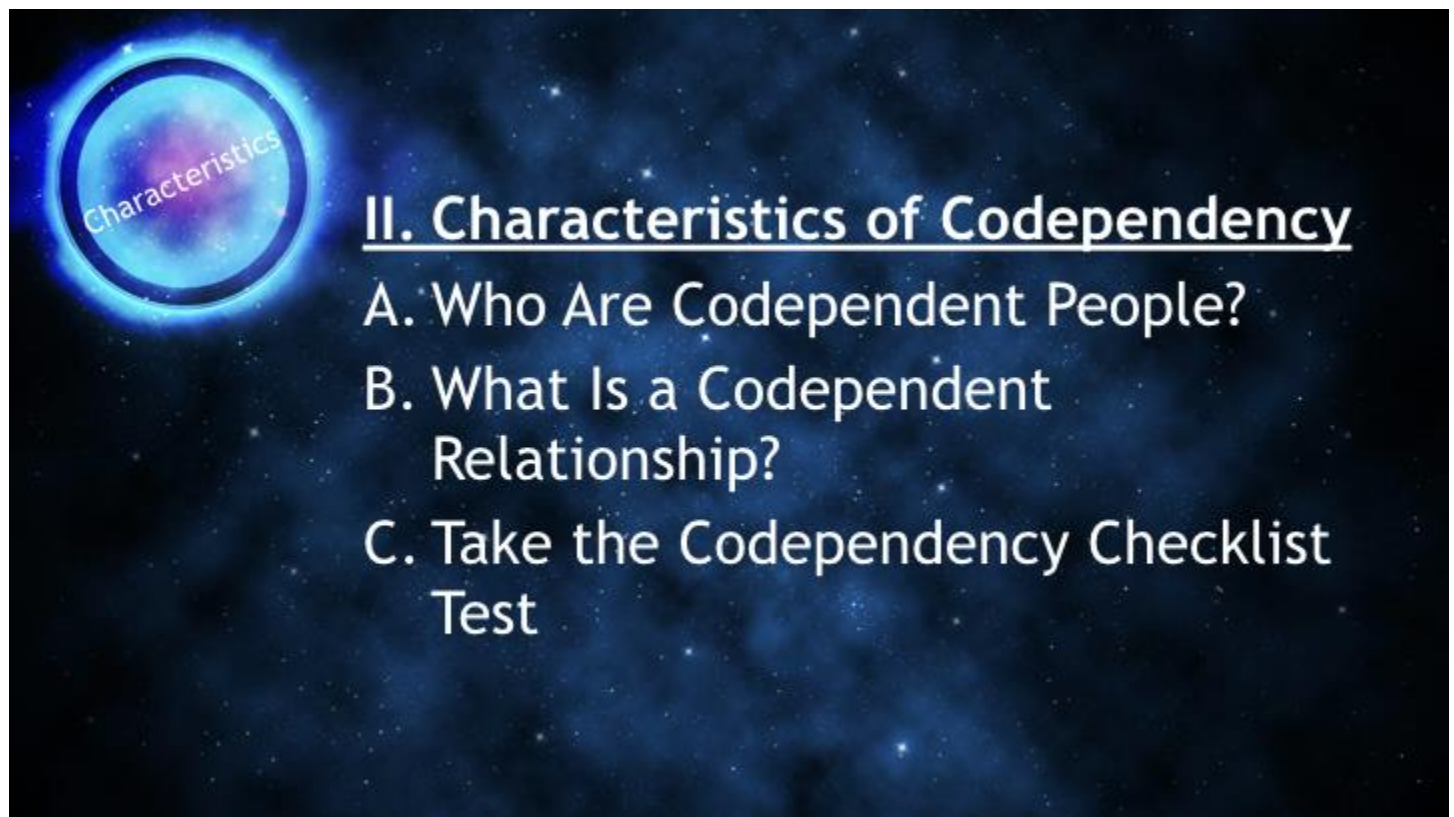 Characteristics
II. Characteristics of Codependency
A. Who Are Codependent People?
B. What Is a Codependent
Relationship?
C. Take the Codependency Checklist
Test